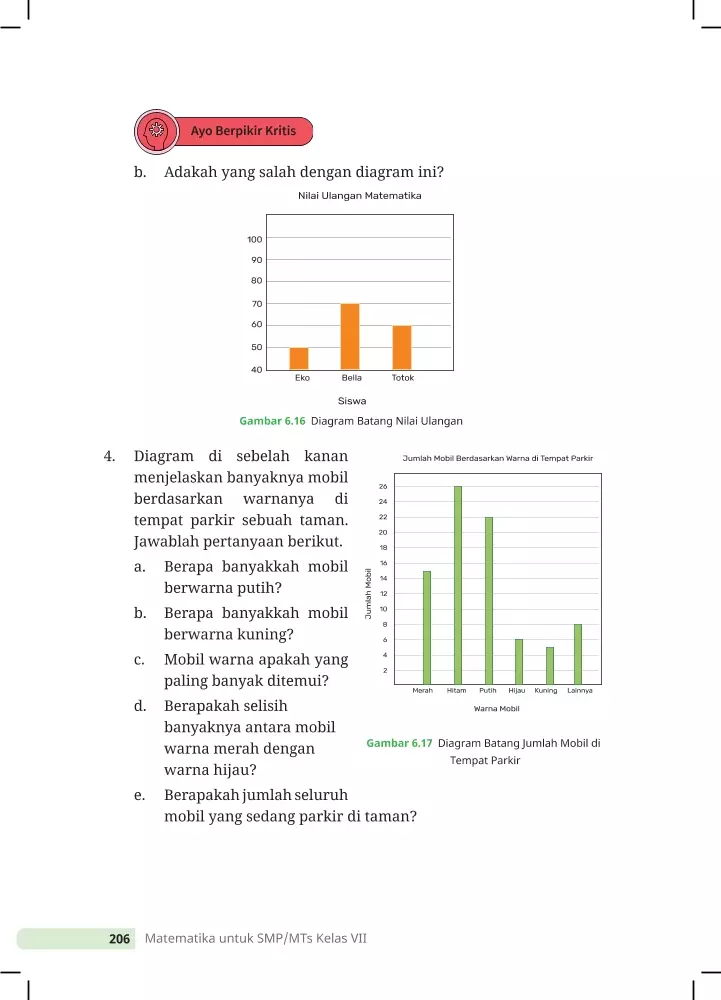 Ayo Berpikir Kritis
b. Adakah yang salah dengan diagram ini?
Nilai Ulangan Matematika
100
90
80
70
60
50
40
Eko Bella Totok
Siswa
Gambar 6.16 Diagram Batang Nilai Ulangan
4. Diagram di sebelah kanan
menjelaskan banyaknya mobil
berdasarkan warnanya di
tempat parkir sebuah taman.
Jawablah pertanyaan berikut.
a. Berapa banyakkah mobil
berwarna putih?
b. Berapa banyakkah mobil
berwarna kuning?
c. Mobil warna apakah yang
paling banyak ditemui?
d. Berapakah selisih
banyaknya antara mobil
warna merah dengan
warna hijau?
e. Berapakah jumlah seluruh
mobil yang sedang parkir di taman?
Jumlah Mobil Berdasarkan Warna di Tempat Parkir
Jumlah Mobil
26
24
22
20
18
16
14
12
10
8
6
4
2
Merah Hitam Putih Hijau Kuning Lainnya
Warna Mobil
Gambar 6.17 Diagram Batang Jumlah Mobil di
Tempat Parkir
206 Matematika untuk SMP/MTs Kelas VII